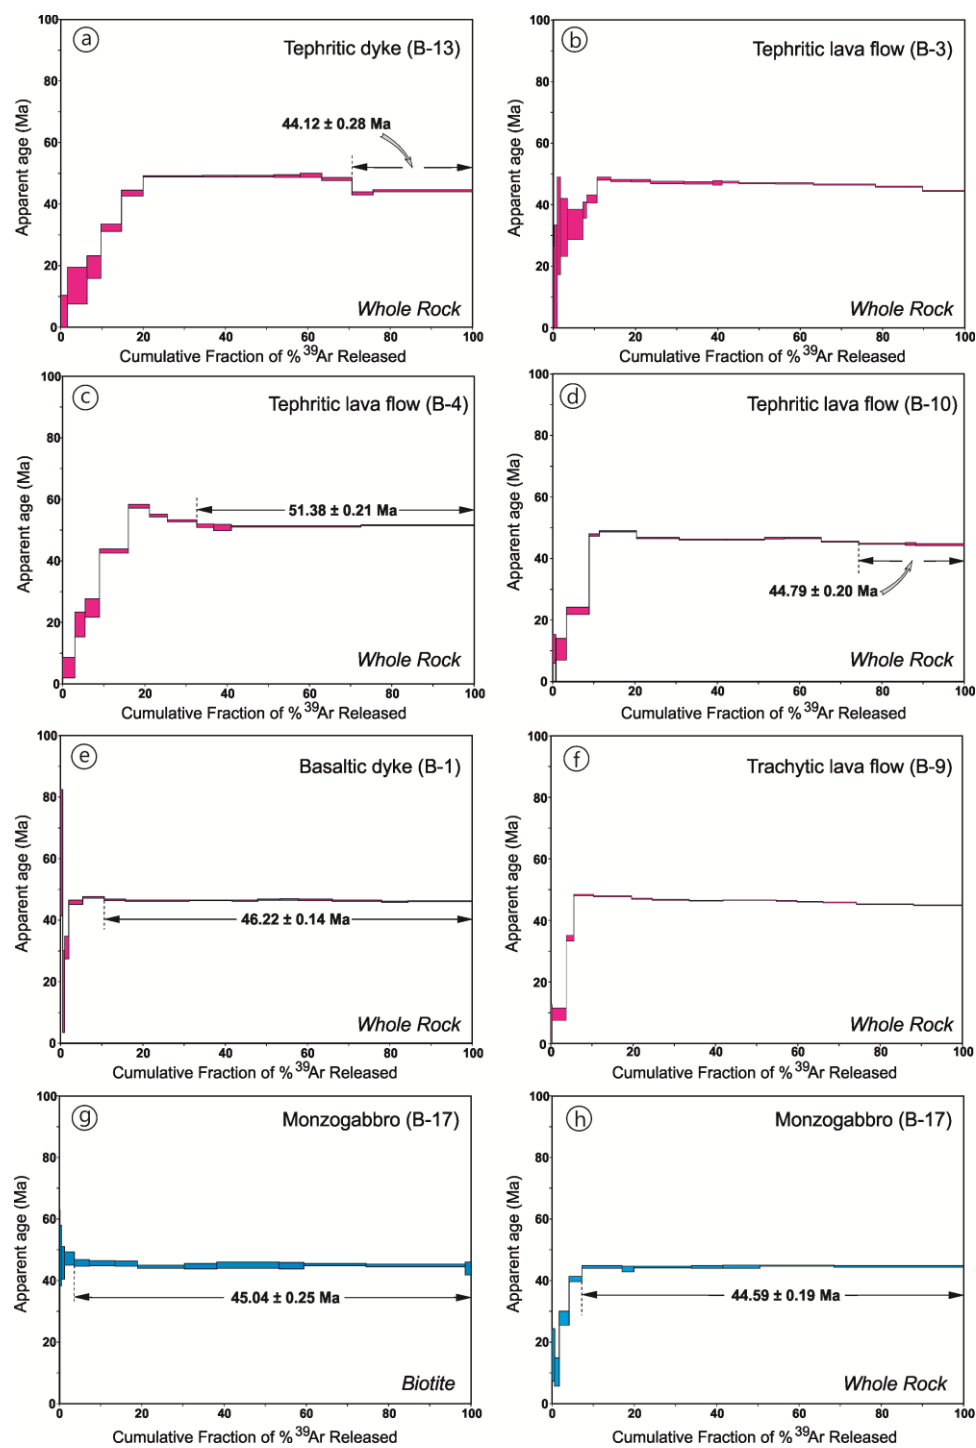 a
Tephritic dyke (B-13)
44.12 ± 0.28 Ma
Whole Rock
Apparent age (Ma)
100
80
60
40
20
0
0 20 40 60 80 100
Cumulative Fraction of % ³⁹Ar Released
b
Tephritic lava flow (B-3)
Whole Rock
Apparent age (Ma)
100
80
60
40
20
0
0 20 40 60 80 100
Cumulative Fraction of % ³⁹Ar Released
c
Tephritic lava flow (B-4)
51.38 ± 0.21 Ma
Whole Rock
Apparent age (Ma)
100
80
60
40
20
0
0 20 40 60 80 100
Cumulative Fraction of % ³⁹Ar Released
d
Tephritic lava flow (B-10)
44.79 ± 0.20 Ma
Whole Rock
Apparent age (Ma)
100
80
60
40
20
0
0 20 40 60 80 100
Cumulative Fraction of % ³⁹Ar Released
e
Basaltic dyke (B-1)
46.22 ± 0.14 Ma
Whole Rock
Apparent age (Ma)
100
80
60
40
20
0
0 20 40 60 80 100
Cumulative Fraction of % ³⁹Ar Released
f
Trachytic lava flow (B-9)
Whole Rock
Apparent age (Ma)
100
80
60
40
20
0
0 20 40 60 80 100
Cumulative Fraction of % ³⁹Ar Released
g
Monzogabbro (B-17)
45.04 ± 0.25 Ma
Biotite
Apparent age (Ma)
100
80
60
40
20
0
0 20 40 60 80 100
Cumulative Fraction of % ³⁹Ar Released
h
Monzogabbro (B-17)
44.59 ± 0.19 Ma
Whole Rock
Apparent age (Ma)
100
80
60
40
20
0
0 20 40 60 80 100
Cumulative Fraction of % ³⁹Ar Released